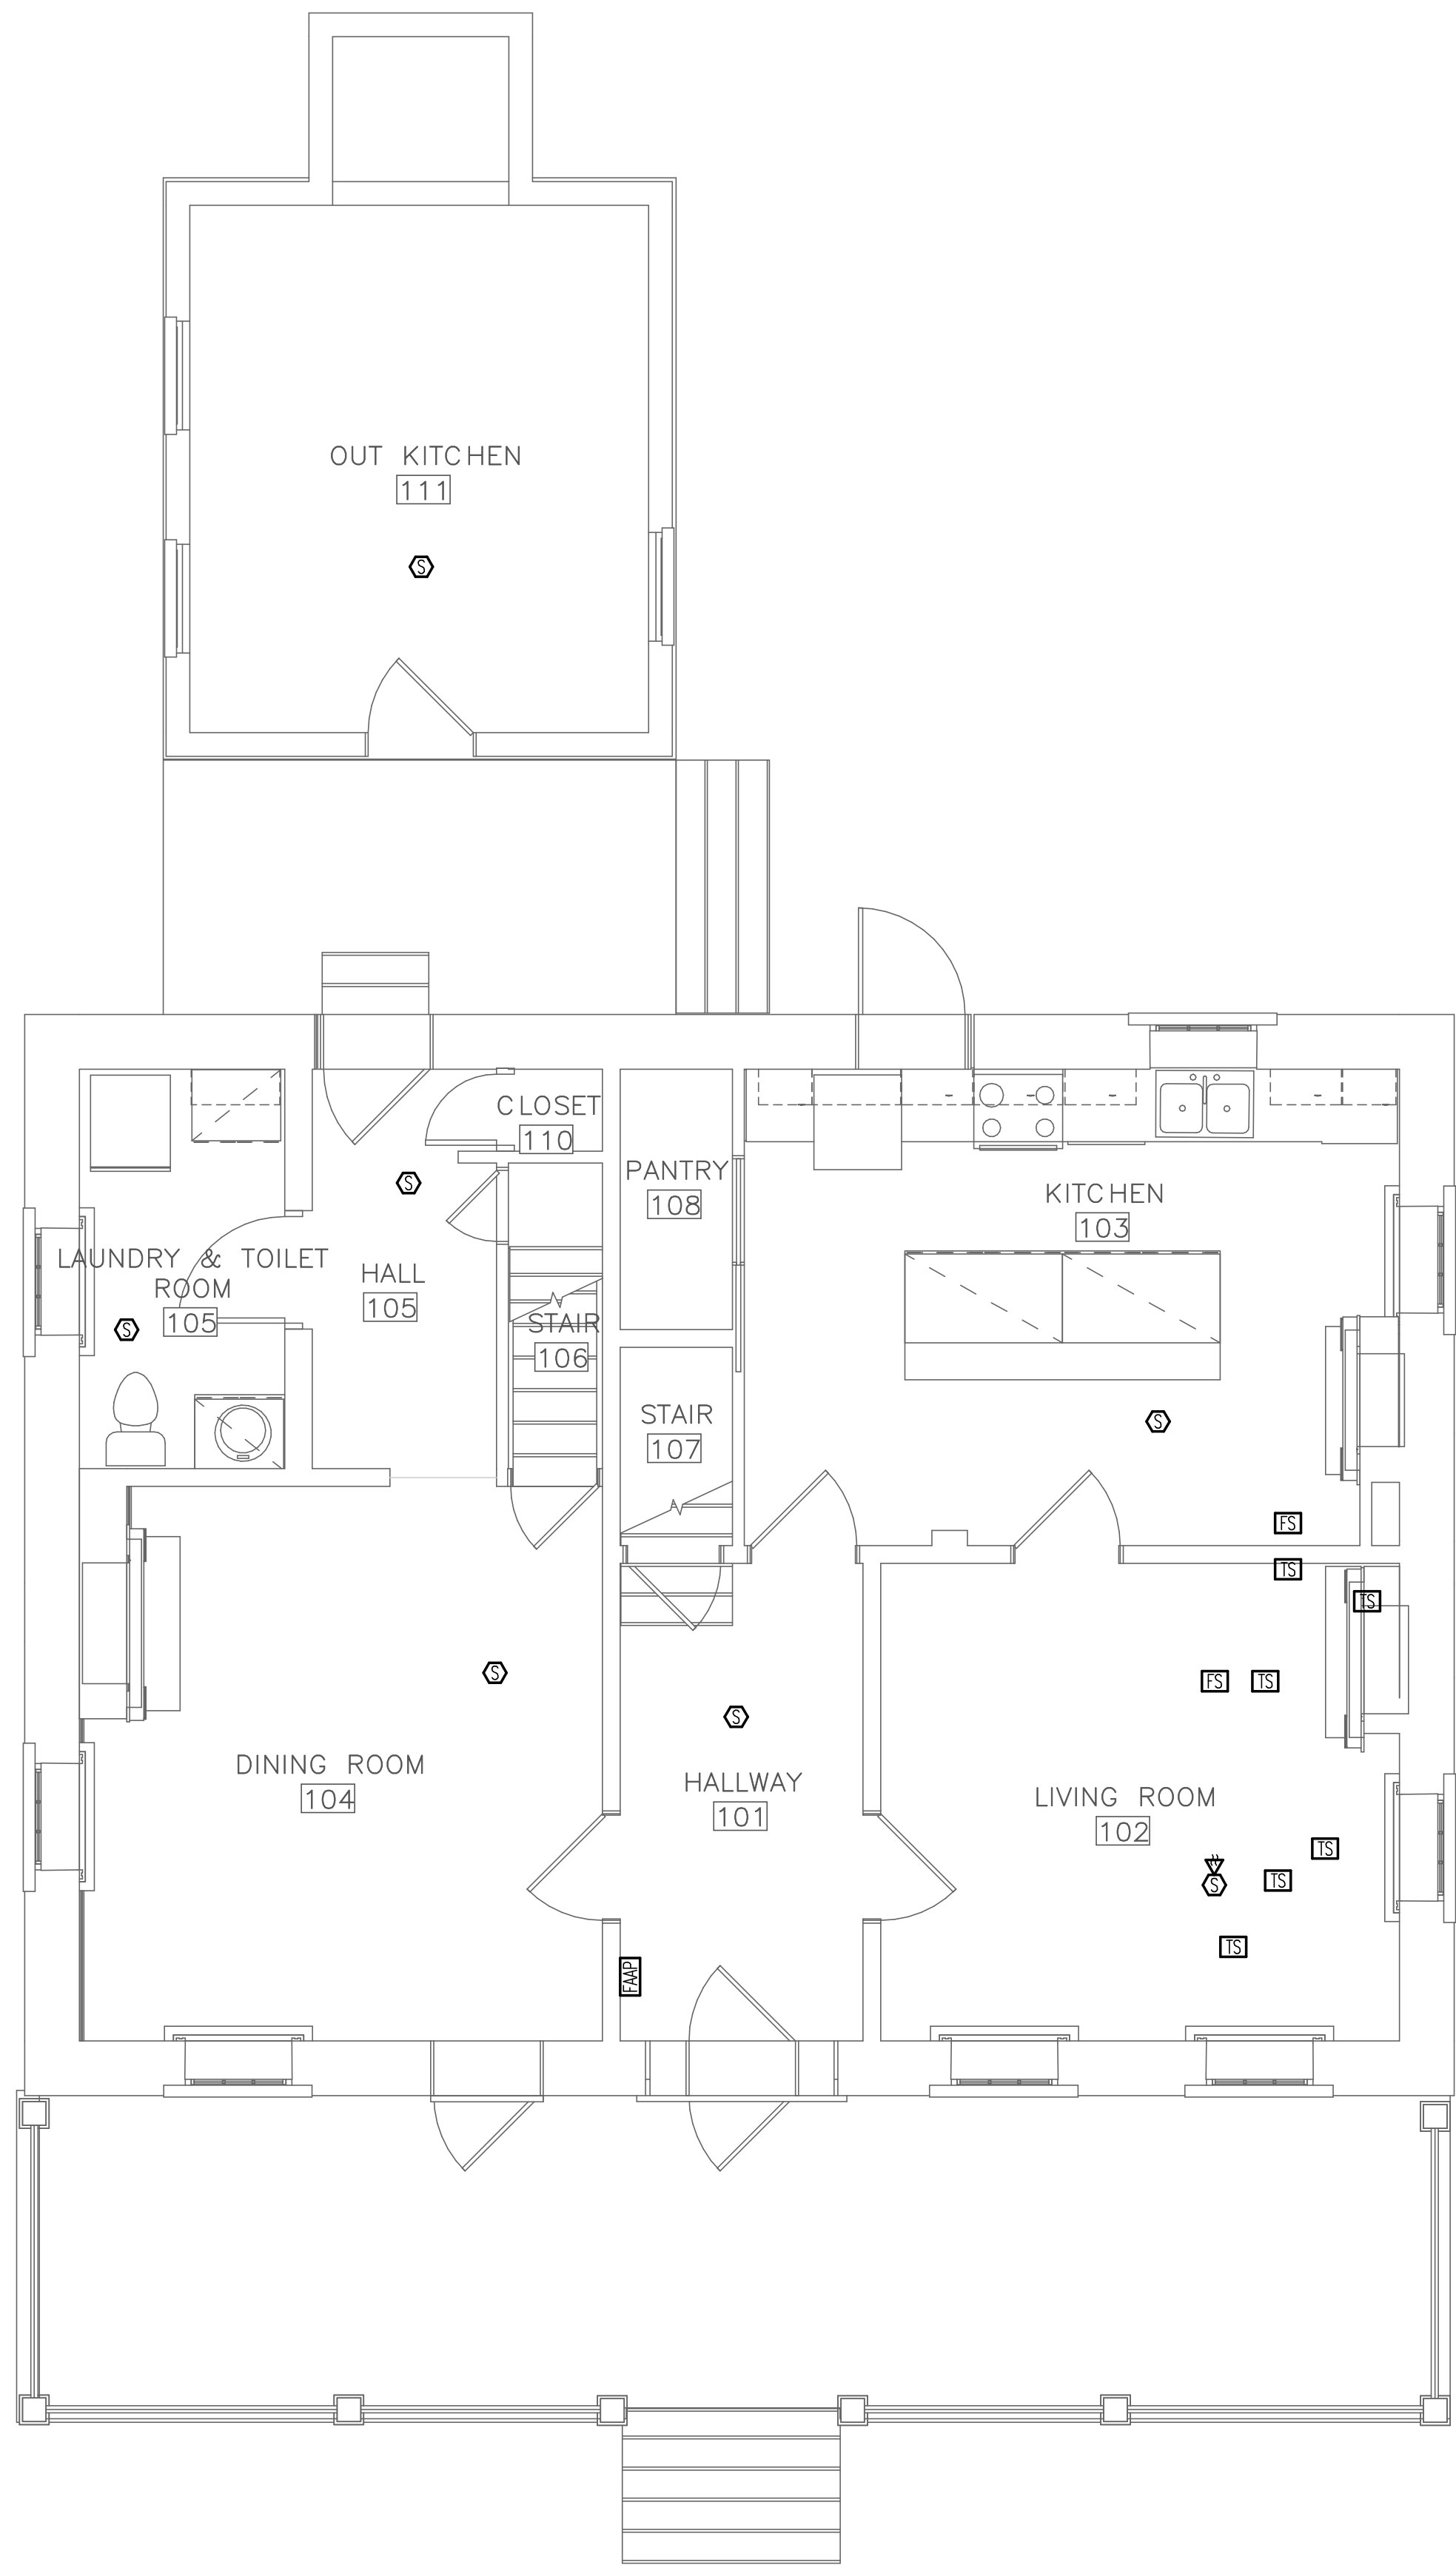 OUT KITCHEN
111
S
CLOSET
110
S
PANTRY
108
KITCHEN
103
LAUNDRY & TOILET
ROOM
105
S
HALL
105
STAIR
106
STAIR
107
S
FS
TS
TS
S
FS
TS
S
DINING ROOM
104
HALLWAY
101
LIVING ROOM
102
TS
S
TS
TS
FAAP